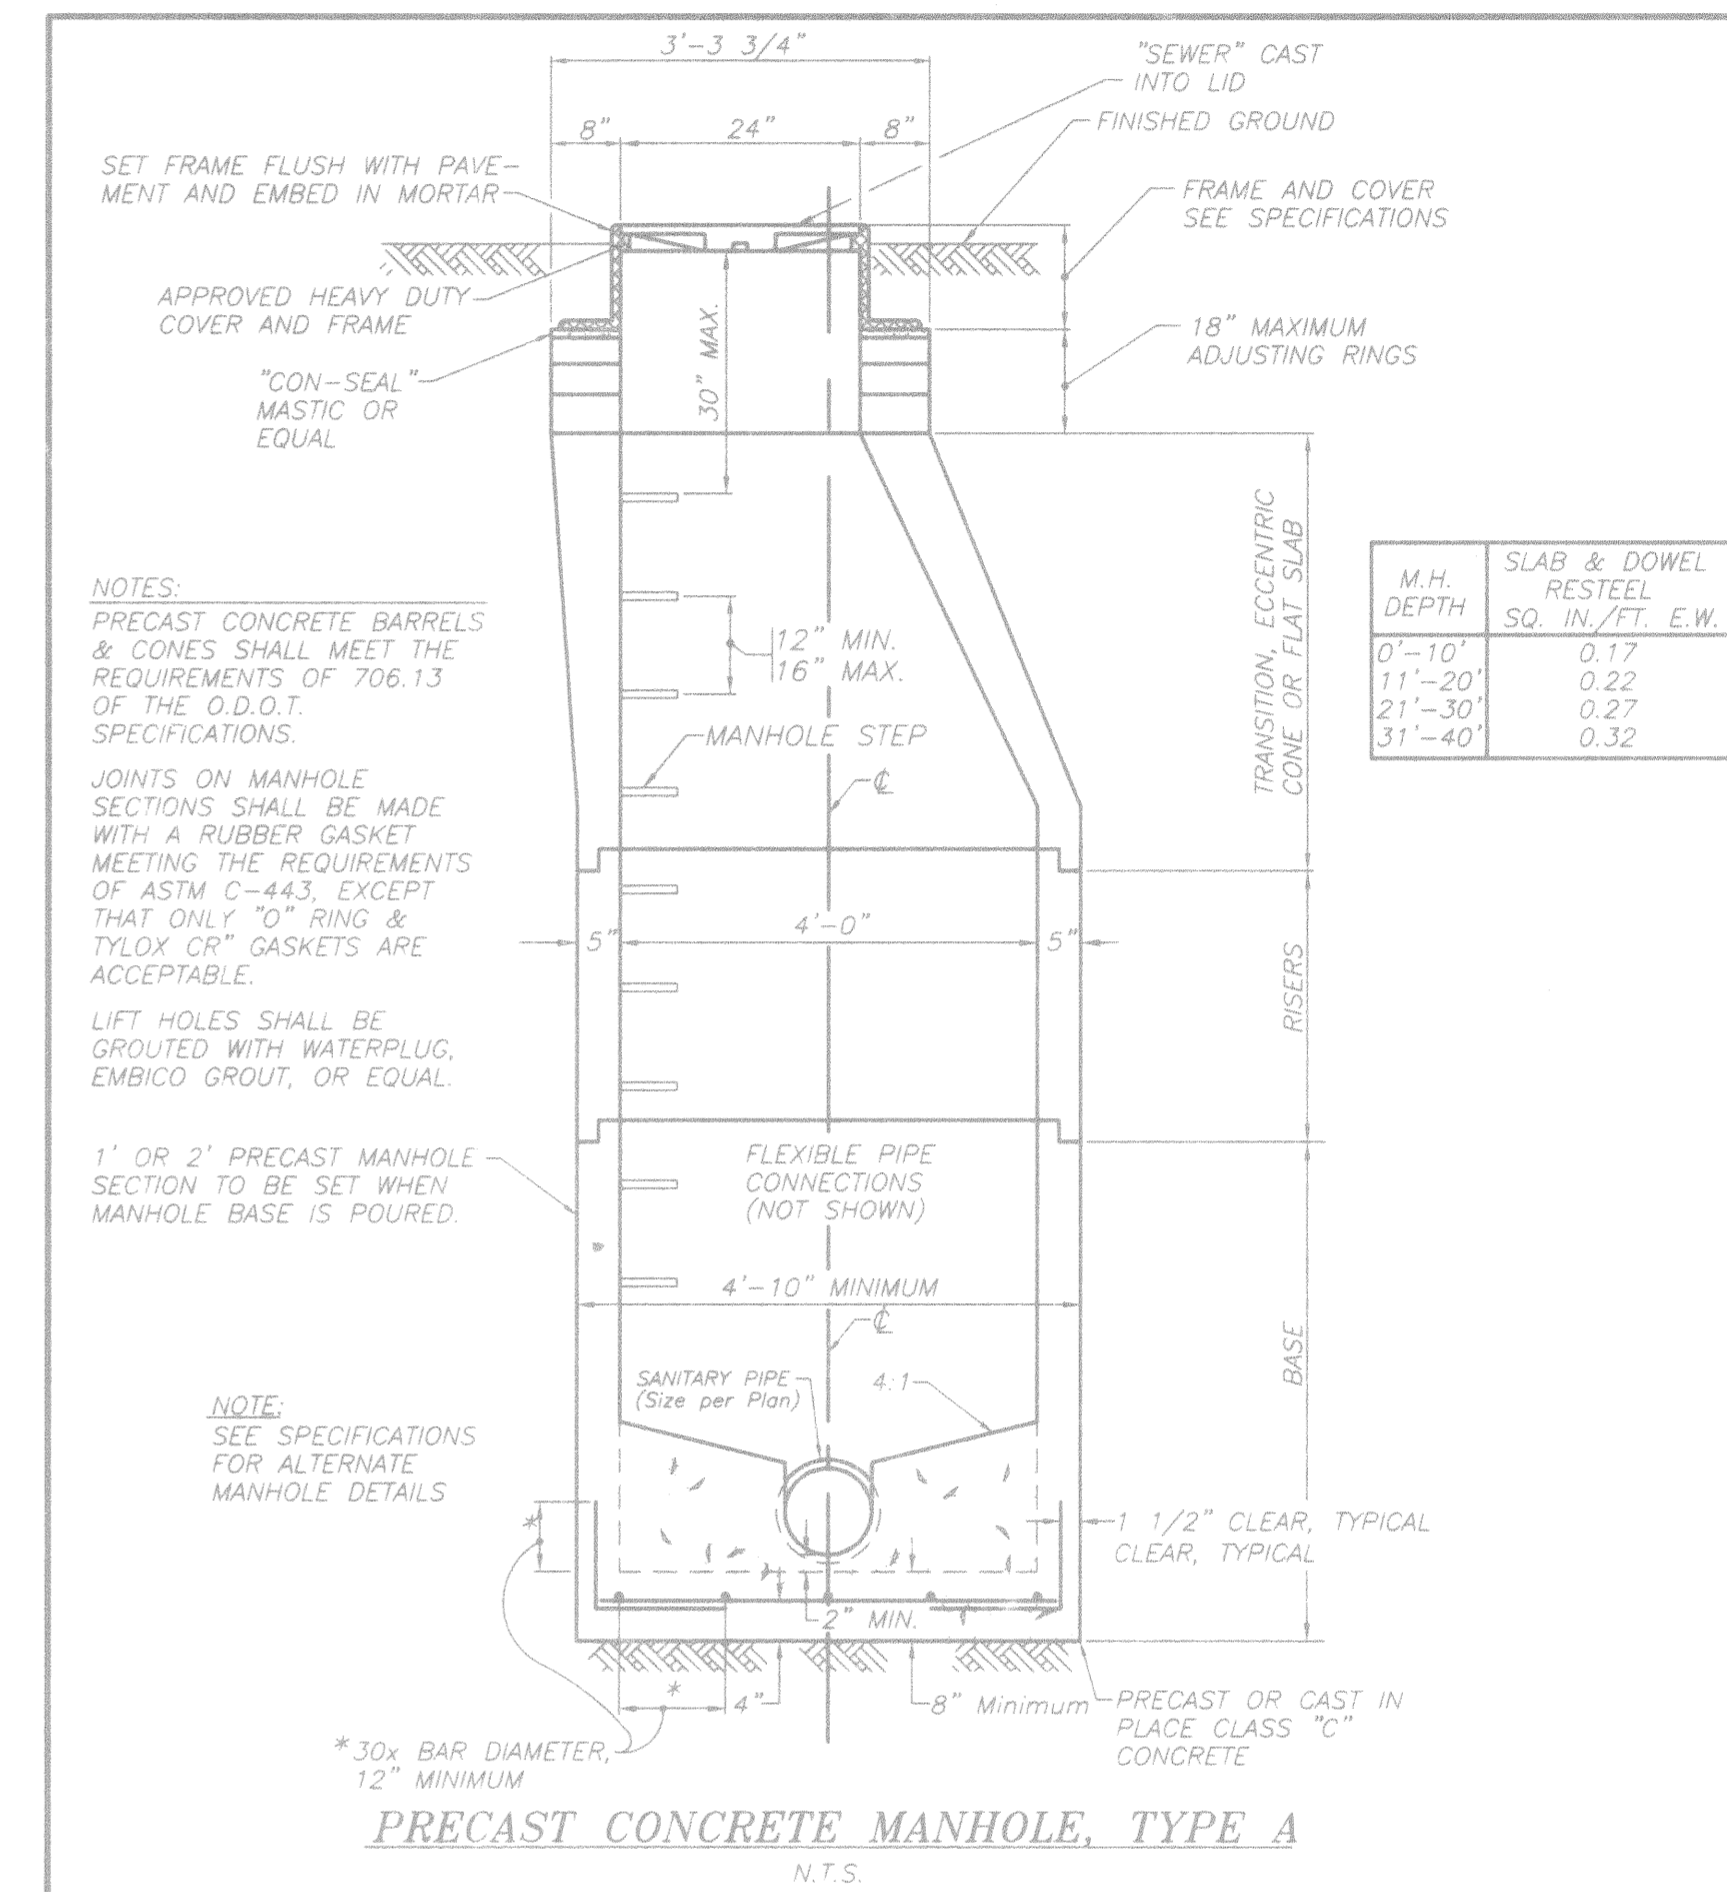 3'-3 3/4"
8"
24"
8"
"SEWER" CAST
INTO LID
FINISHED GROUND
SET FRAME FLUSH WITH PAVE-
MENT AND EMBED IN MORTAR
FRAME AND COVER
SEE SPECIFICATIONS
APPROVED HEAVY DUTY
COVER AND FRAME
30" MAX.
18" MAXIMUM
ADJUSTING RINGS
"CON-SEAL"
MASTIC OR
EQUAL
TRANSITION, ECCENTRIC
CONE OR FLAT SLAB
M.H.
DEPTH
SLAB & DOWEL
RESTEEL
SQ. IN./FT. E.W.
0'-10' 0.17
11'-20' 0.22
21'-30' 0.27
31'-40' 0.32
NOTES:
PRECAST CONCRETE BARRELS
& CONES SHALL MEET THE
REQUIREMENTS OF 706.13
OF THE O.D.O.T.
SPECIFICATIONS.
12" MIN.
16" MAX.
MANHOLE STEP
℄
JOINTS ON MANHOLE
SECTIONS SHALL BE MADE
WITH A RUBBER GASKET
MEETING THE REQUIREMENTS
OF ASTM C-443, EXCEPT
THAT ONLY "O" RING &
TYLOX CR" GASKETS ARE
ACCEPTABLE.
5"
4'-0"
5"
RISERS
LIFT HOLES SHALL BE
GROUTED WITH WATERPLUG,
EMBICO GROUT, OR EQUAL.
1' OR 2' PRECAST MANHOLE
SECTION TO BE SET WHEN
MANHOLE BASE IS POURED.
FLEXIBLE PIPE
CONNECTIONS
(NOT SHOWN)
4'-10" MINIMUM
℄
BASE
SANITARY PIPE
(Size per Plan)
4:1
NOTE:
SEE SPECIFICATIONS
FOR ALTERNATE
MANHOLE DETAILS
*
1 1/2" CLEAR, TYPICAL
CLEAR, TYPICAL
2" MIN.
*
4"
8" Minimum
PRECAST OR CAST IN
PLACE CLASS "C"
CONCRETE
*30x BAR DIAMETER,
12" MINIMUM
PRECAST CONCRETE MANHOLE, TYPE A
N.T.S.